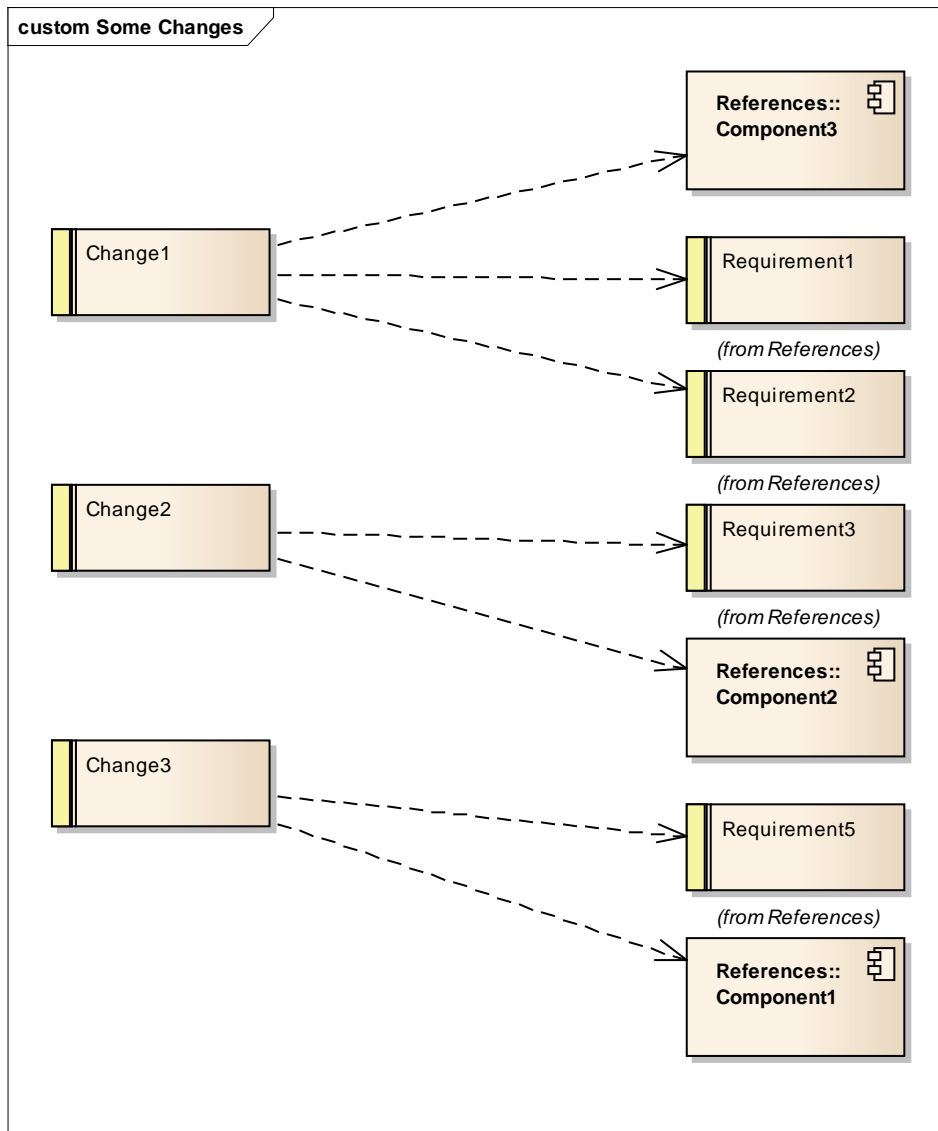 custom Some Changes
References::
Component3
Change1
Requirement1
(from References)
Requirement2
(from References)
Change2
Requirement3
(from References)
References::
Component2
Change3
Requirement5
(from References)
References::
Component1